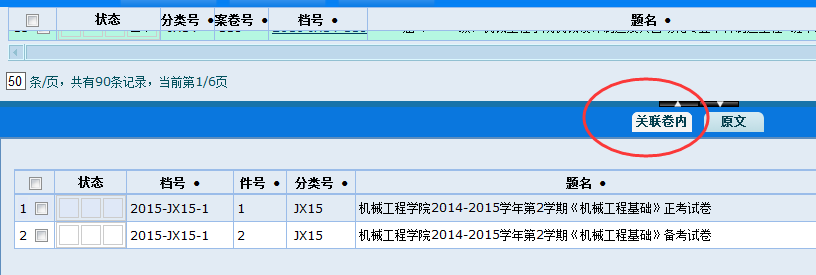 状态 分类号 ● 案卷号 ● 档号 ● 题名 ●
50 条/页，共有90条记录，当前第1/6页
关联卷内 原文
状态 档号 ● 件号 ● 分类号 ● 题名 ●
1 2015-JX15-1 1 JX15 机械工程学院2014-2015学年第2学期《机械工程基础》正考试卷
2 2015-JX15-1 2 JX15 机械工程学院2014-2015学年第2学期《机械工程基础》备考试卷